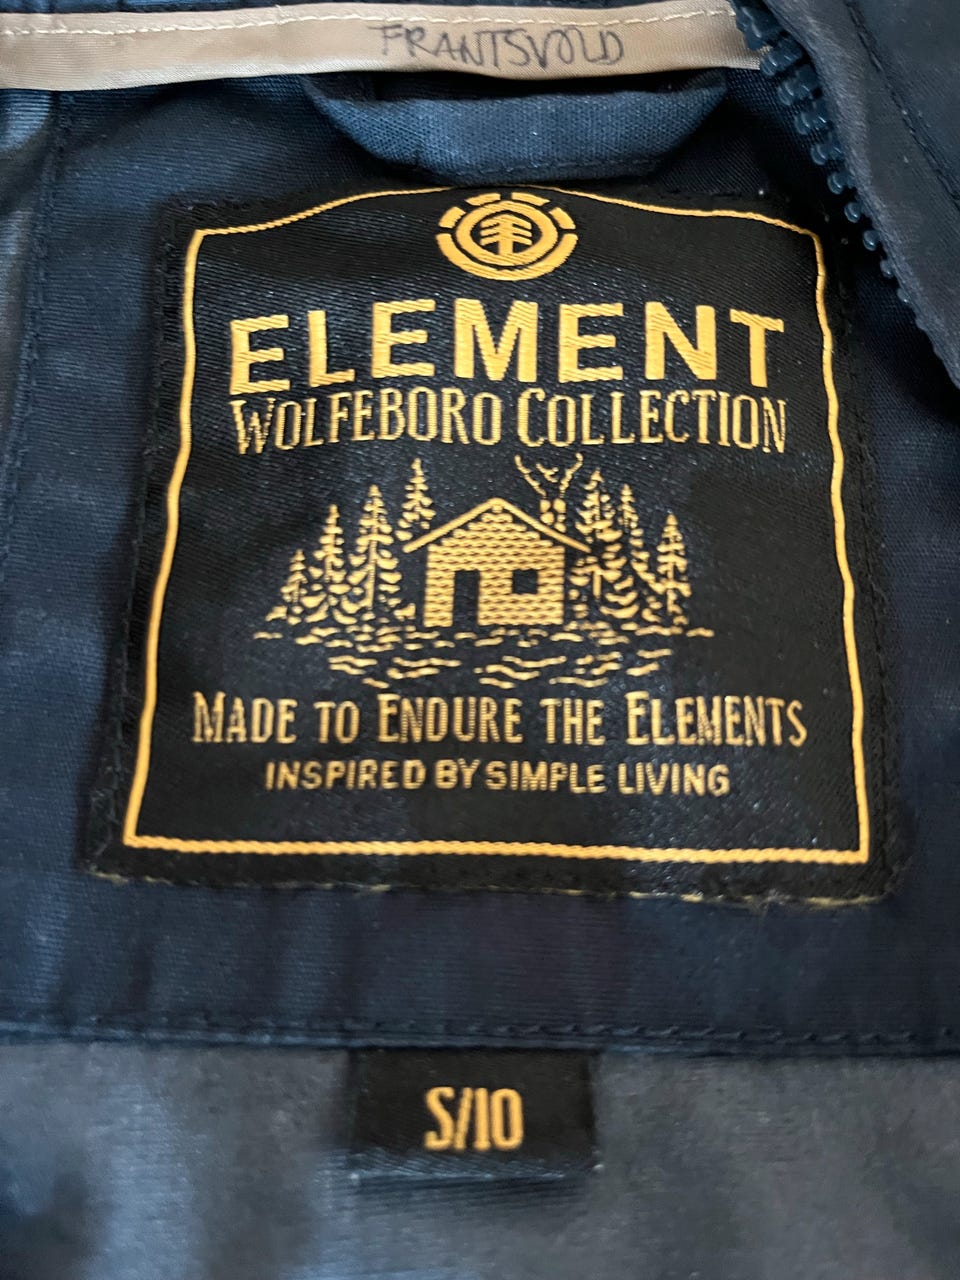 FRANTSVOLD
ELEMENT
WOLFEBORO COLLECTION
MADE TO ENDURE THE ELEMENTS
INSPIRED BY SIMPLE LIVING
S/10